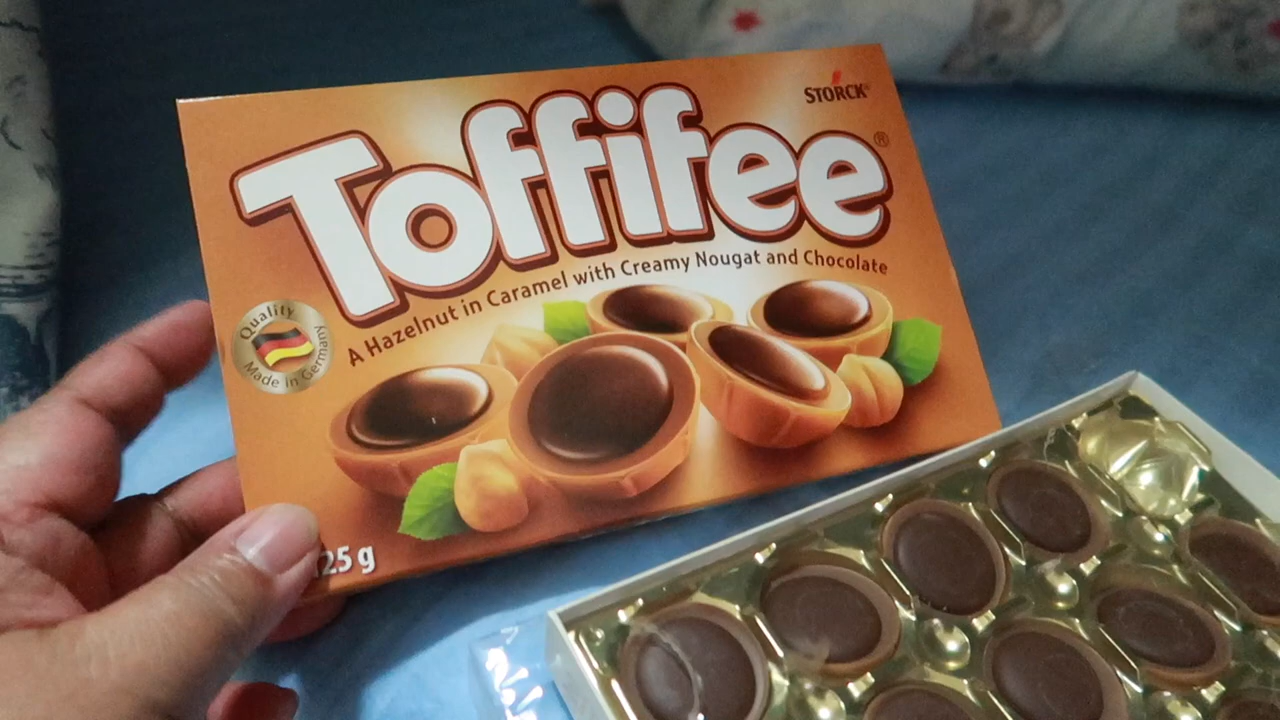 STORCK®
Toffifee®
A Hazelnut in Caramel with Creamy Nougat and Chocolate
Quality
Made in Germany
25 g